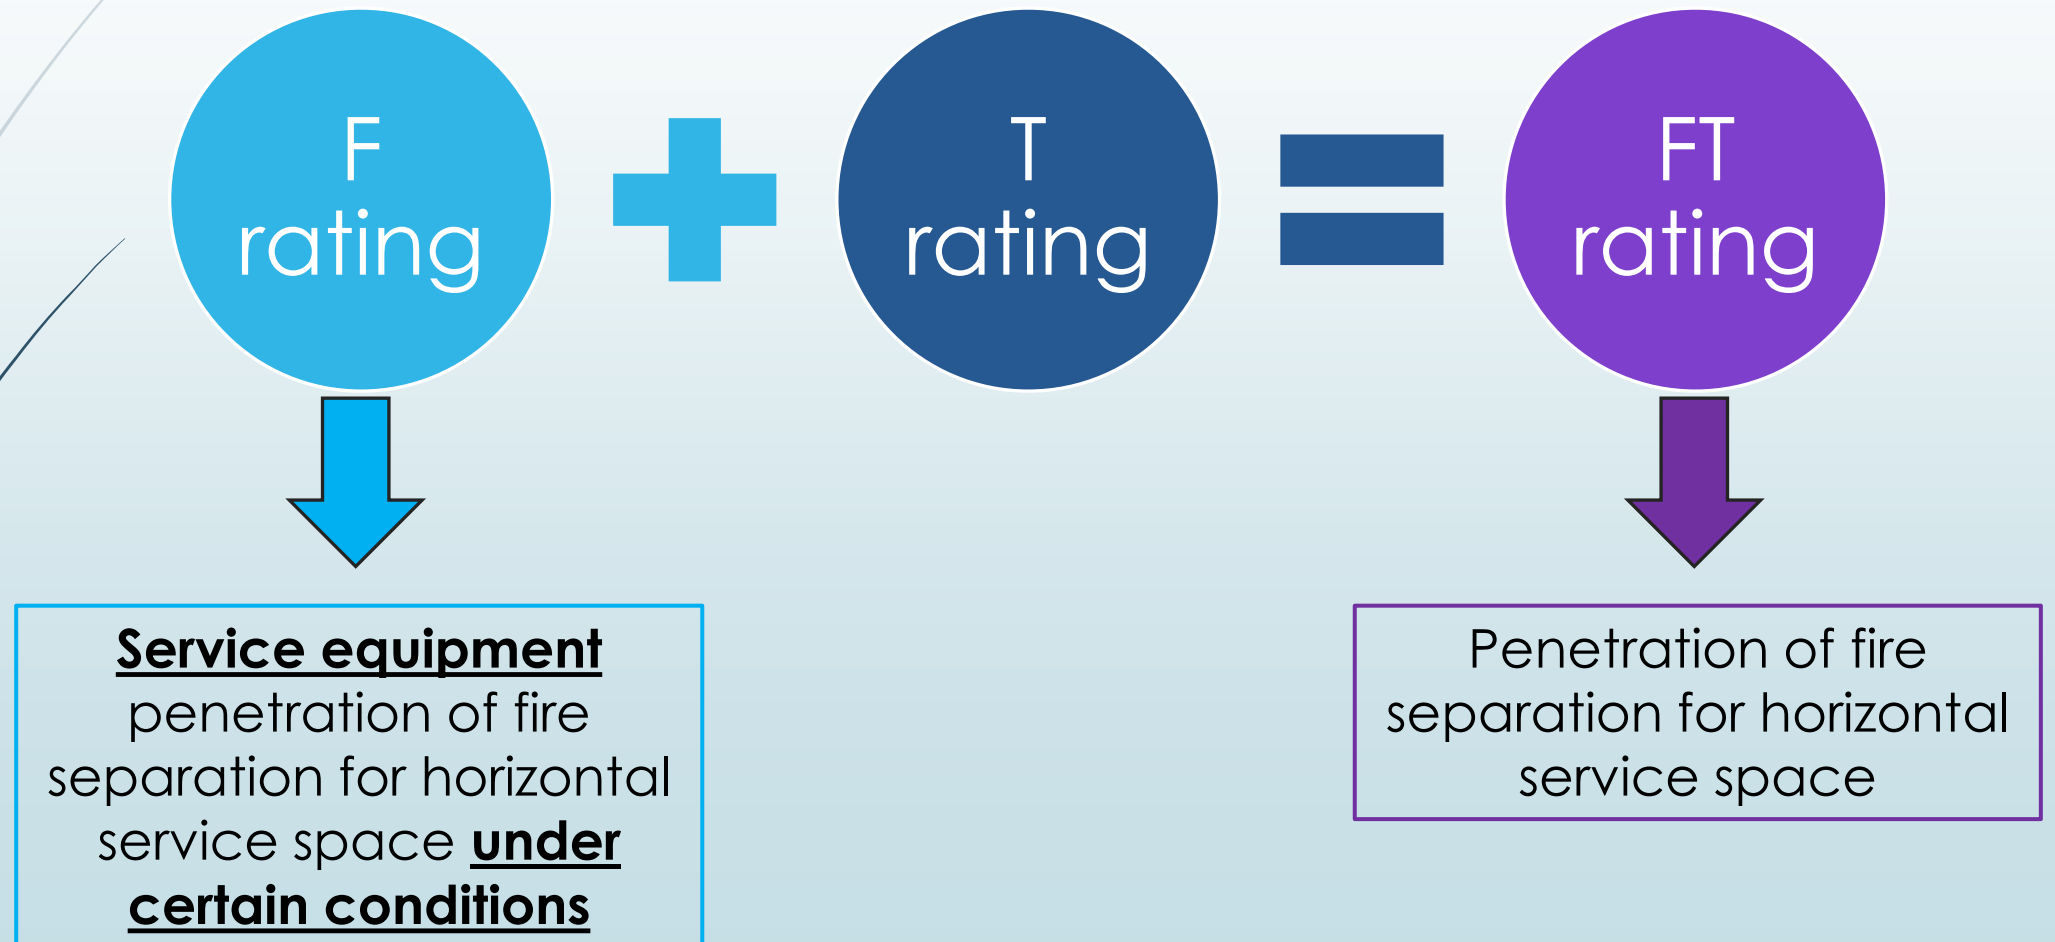 F
rating
T
rating
FT
rating
Service equipment
penetration of fire
separation for horizontal
service space under
certain conditions
Penetration of fire
separation for horizontal
service space